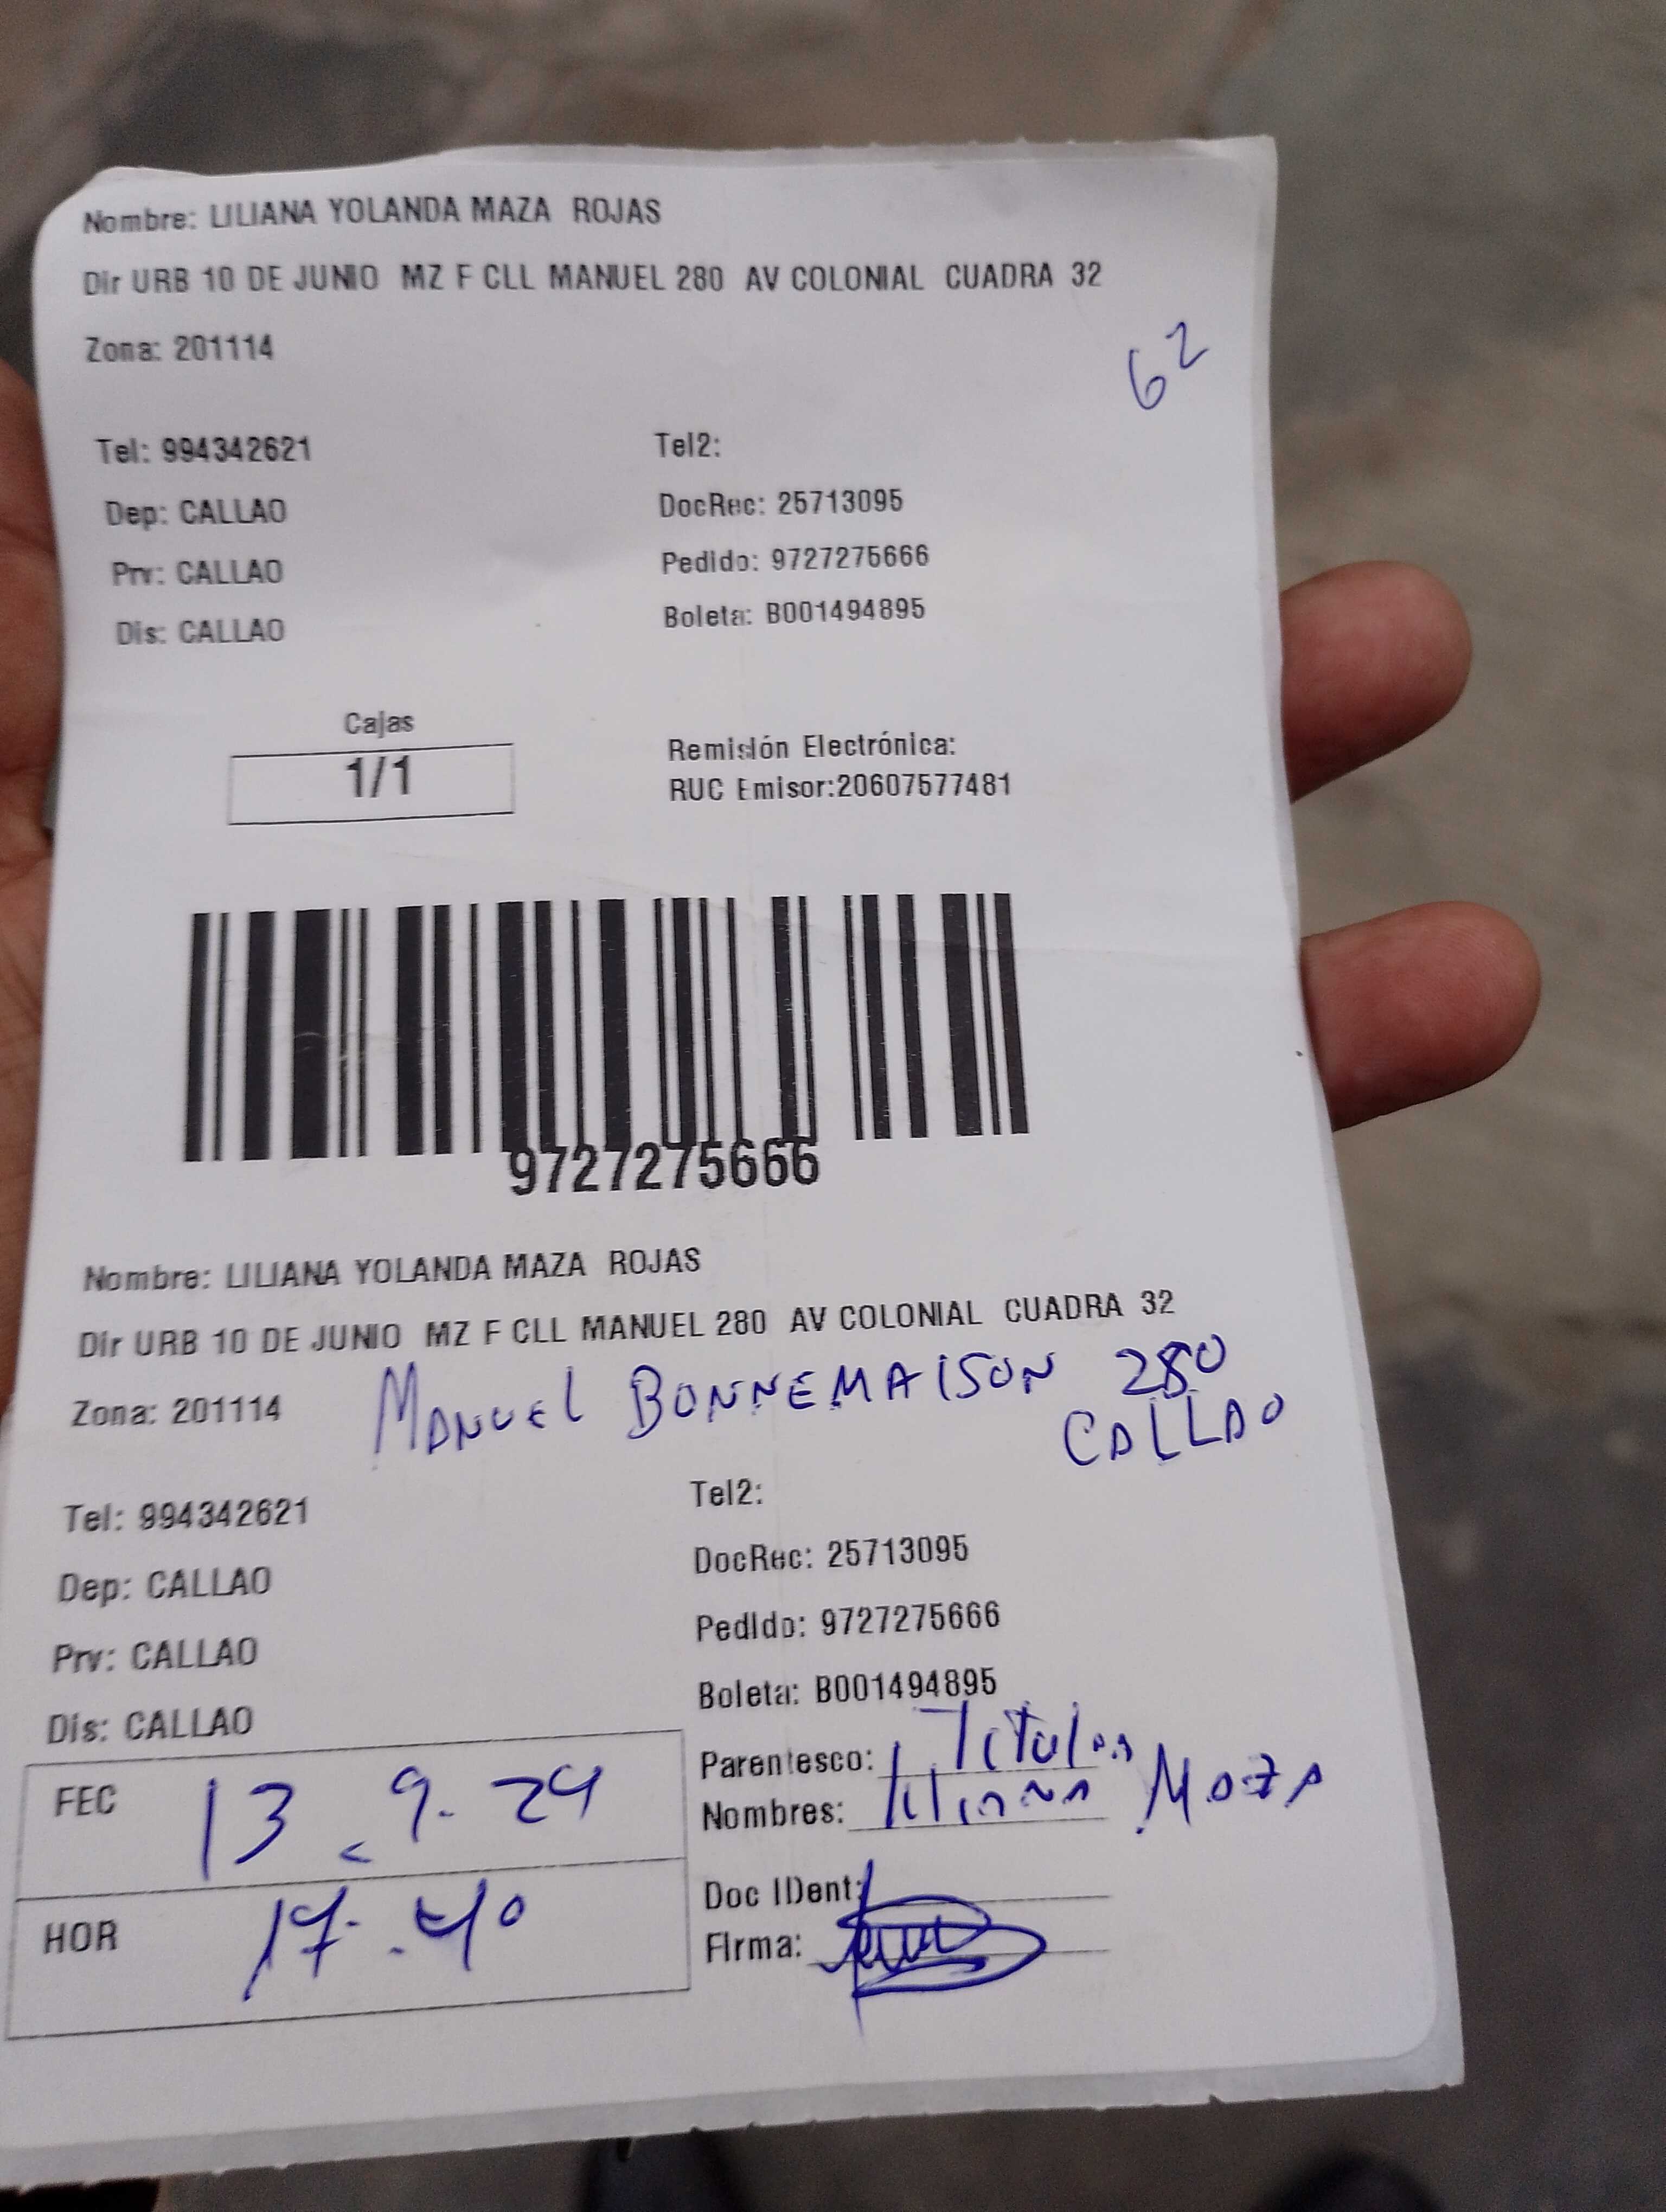 Nombre: LILIANA YOLANDA MAZA ROJAS
Dir URB 10 DE JUNIO MZ F CLL MANUEL 280 AV COLONIAL CUADRA 32
Zona: 201114
62
Tel: 994342621 Tel2:
Dep: CALLAO DocRec: 25713095
Prv: CALLAO Pedido: 9727275666
Dis: CALLAO Boleta: B001494895
Cajas
1/1
Remisión Electrónica:
RUC Emisor:20607577481
9727275666
Nombre: LILIANA YOLANDA MAZA ROJAS
Dir URB 10 DE JUNIO MZ F CLL MANUEL 280 AV COLONIAL CUADRA 32
Zona: 201114 MANUEL BONNEMAISON 280
CALLAO
Tel: 994342621 Tel2:
Dep: CALLAO DocRec: 25713095
Prv: CALLAO Pedido: 9727275666
Dis: CALLAO Boleta: B001494895
FEC 13.9.24
HOR 17:40
Parentesco: Titular
Nombres: Liliana Maza
Doc IDent:
Firma: